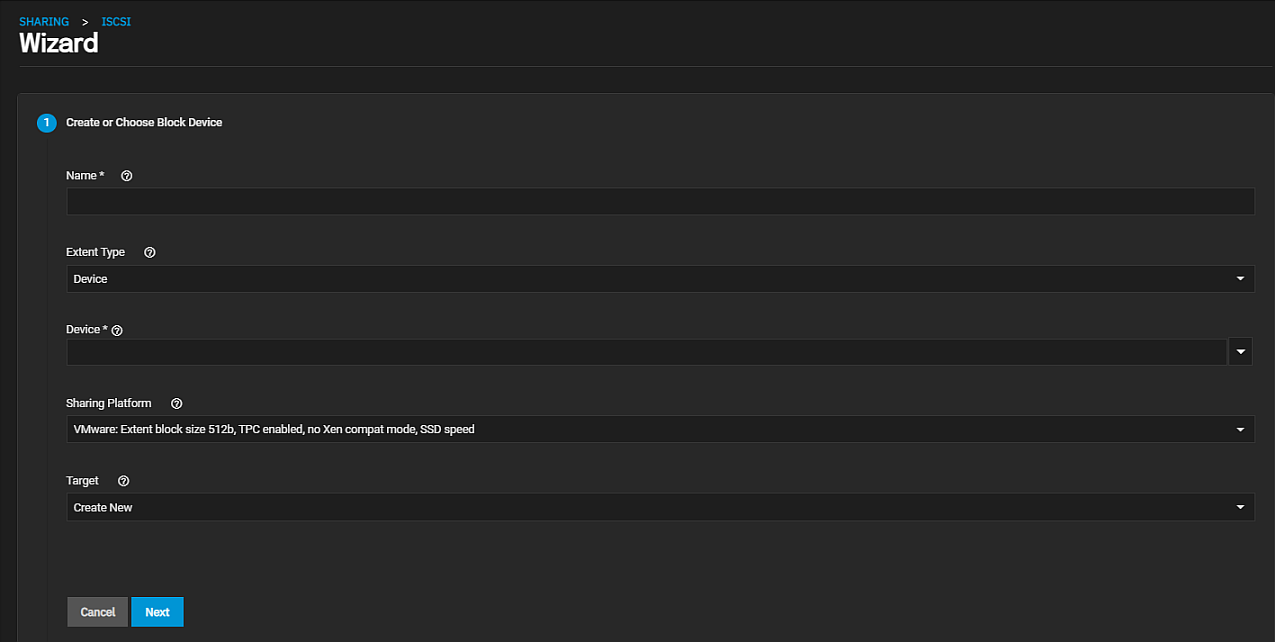 SHARING > ISCSI
Wizard
1 Create or Choose Block Device
Name *
Extent Type
Device
Device *
Sharing Platform
VMware: Extent block size 512b, TPC enabled, no Xen compat mode, SSD speed
Target
Create New
Cancel Next